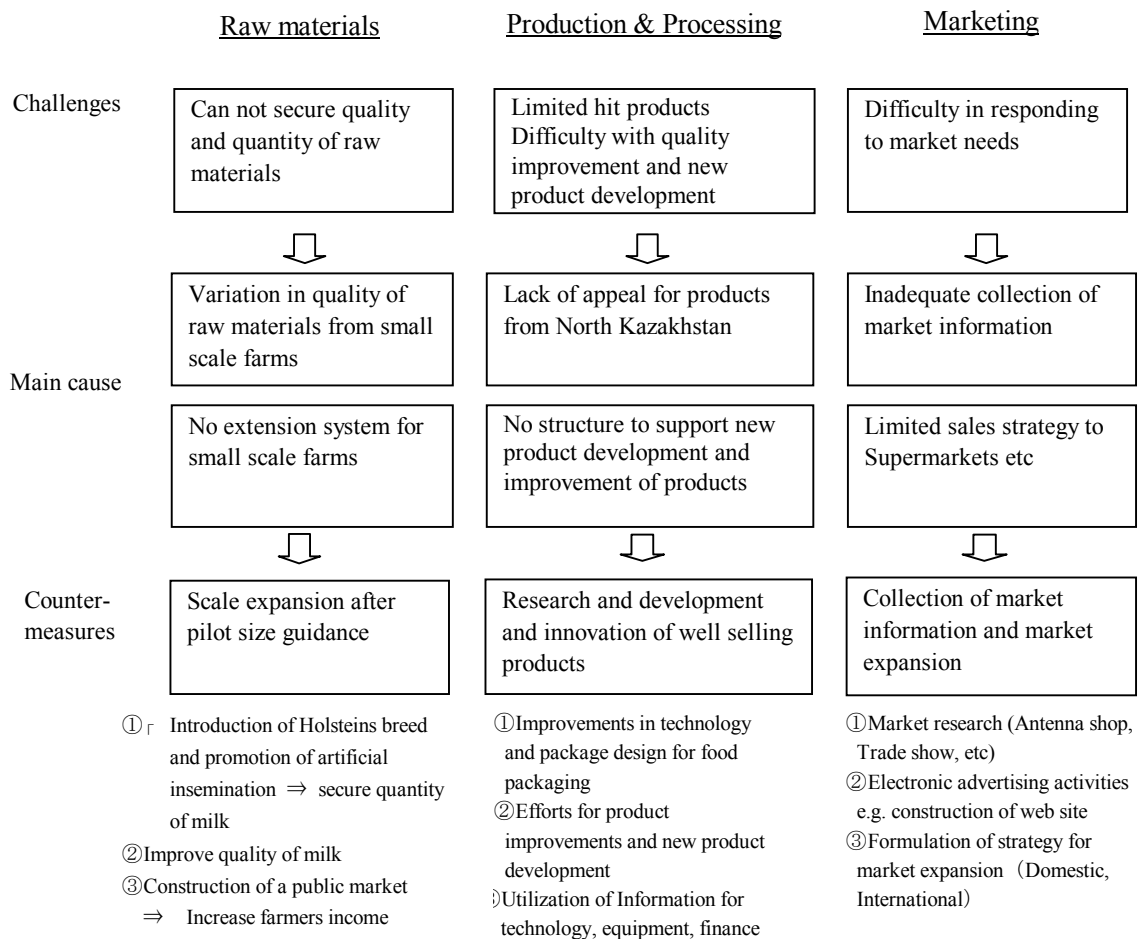 Raw materials
Production & Processing
Marketing
Challenges
Can not secure quality
and quantity of raw
materials
Limited hit products
Difficulty with quality
improvement and new
product development
Difficulty in responding
to market needs
Main cause
Variation in quality of
raw materials from small
scale farms
Lack of appeal for products
from North Kazakhstan
Inadequate collection of
market information
No extension system for
small scale farms
No structure to support new
product development and
improvement of products
Limited sales strategy to
Supermarkets etc
Counter-
measures
Scale expansion after
pilot size guidance
Research and development
and innovation of well selling
products
Collection of market
information and market
expansion
①┌ Introduction of Holsteins breed
and promotion of artificial
insemination ⇒ secure quantity
of milk
②Improve quality of milk
③Construction of a public market
⇒ Increase farmers income
①Improvements in technology
and package design for food
packaging
②Efforts for product
improvements and new product
development
Utilization of Information for
technology, equipment, finance
①Market research (Antenna shop,
Trade show, etc)
②Electronic advertising activities
e.g. construction of web site
③Formulation of strategy for
market expansion（Domestic,
International）